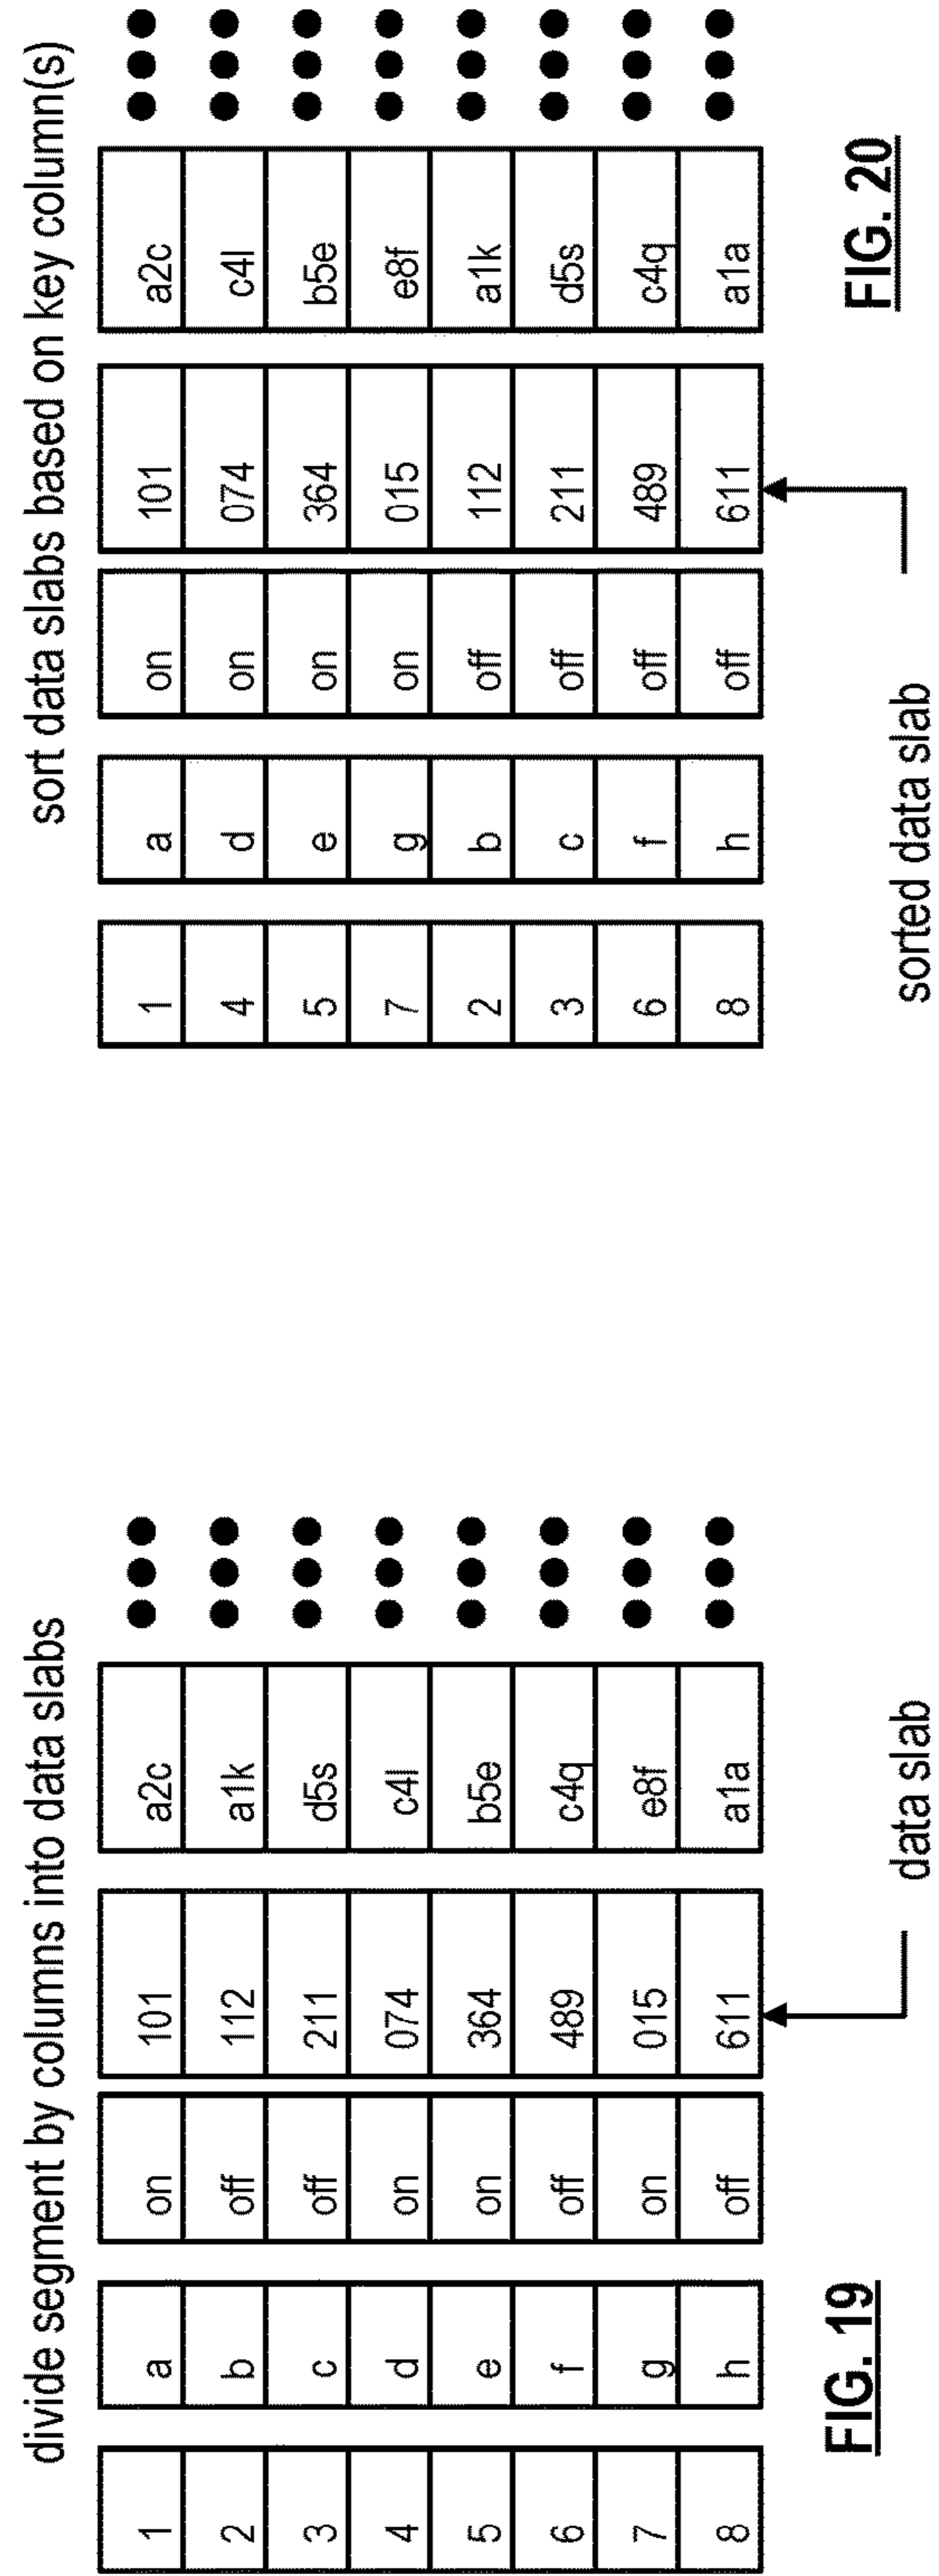 divide segment by columns into data slabs
1 a on 101 a2c
2 b off 112 a1k
3 c off 211 d5s
4 d on 074 c4l
5 e on 364 b5e
6 f off 489 c4q
7 g on 015 e8f
8 h off 611 a1a
data slab
FIG. 19
sort data slabs based on key column(s)
1 a on 101 a2c
4 d on 074 c4l
5 e on 364 b5e
7 g on 015 e8f
2 b off 112 a1k
3 c off 211 d5s
6 f off 489 c4q
8 h off 611 a1a
sorted data slab
FIG. 20